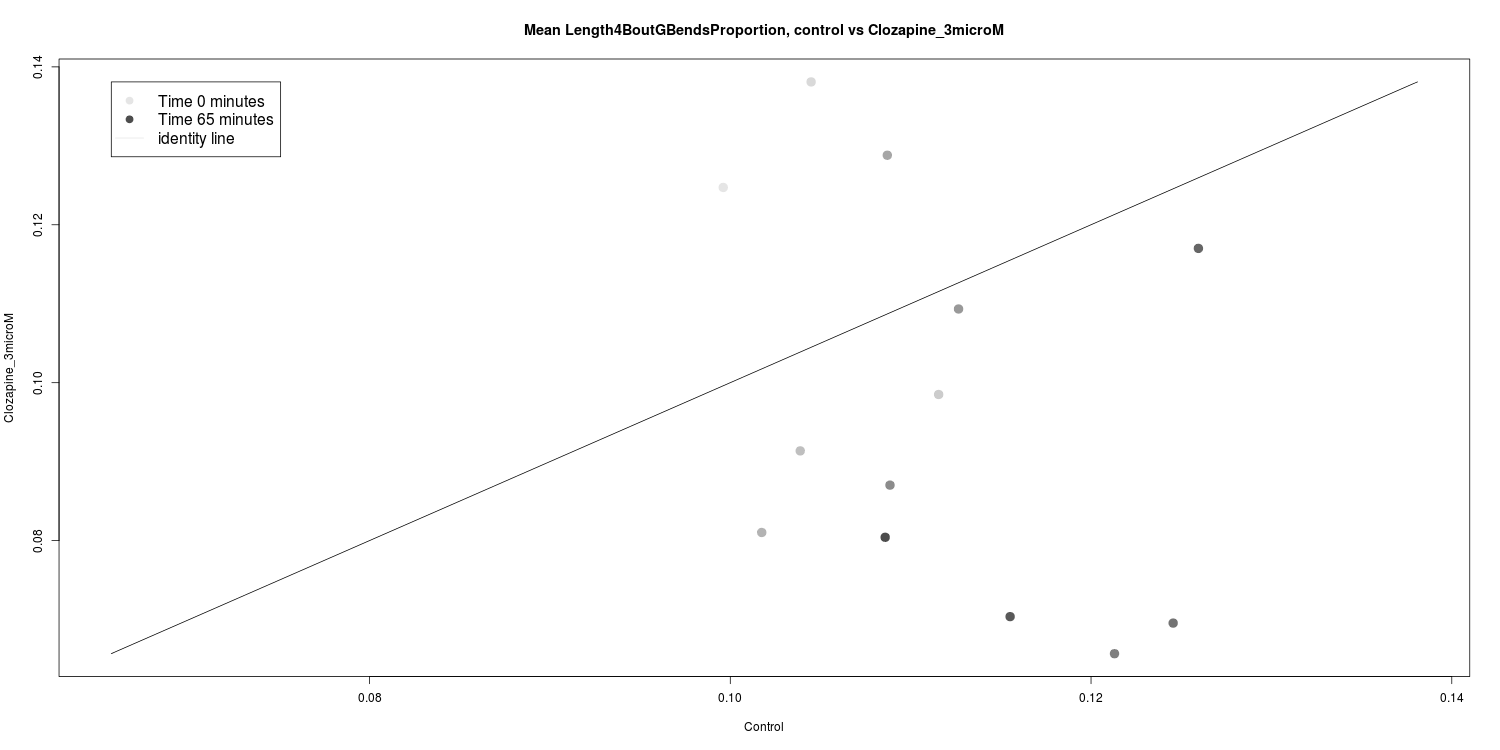 Mean Length4BoutGBendsProportion, control vs Clozapine_3microM
Time 0 minutes
Time 65 minutes
identity line
Clozapine_3microM
0.14
0.12
0.10
0.08
0.08
0.10
0.12
0.14
Control